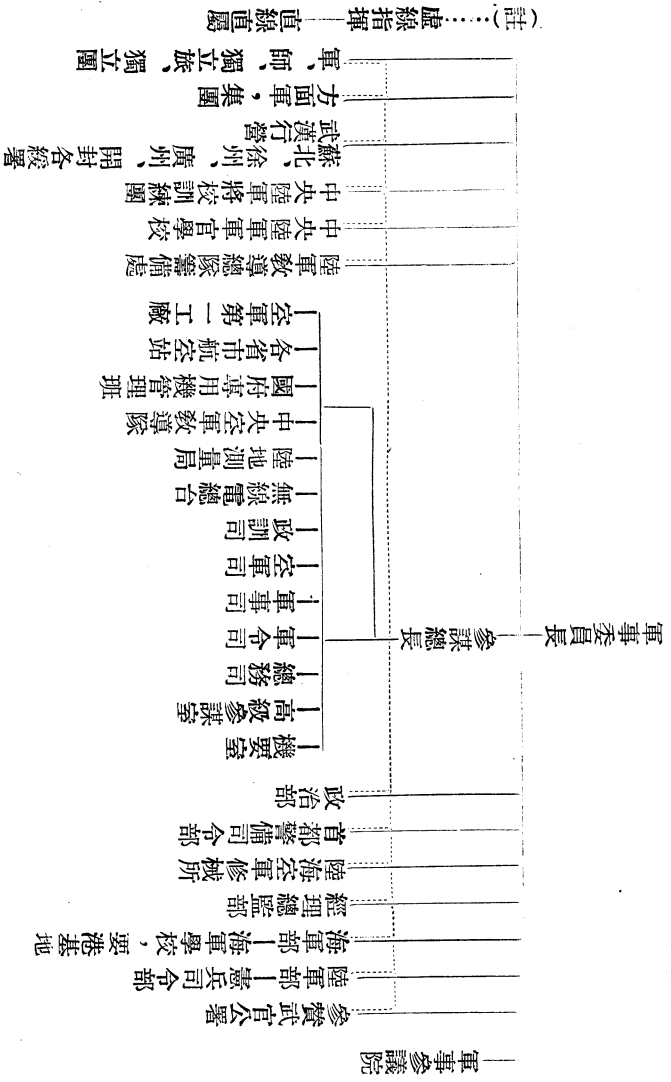 軍事委員長
參謀總長
軍事參議院
參贊武官公署
陸軍部—憲兵司令部
海軍部—海軍學校，要港基地
經理總監部
陸海空軍修械所
首都警備司令部
政治部
機要室
高級參謀室
總務司
軍令司
軍事司
空軍司
政訓司
無線電總台
陸地測量局
中央空軍教導隊
國府專用機管理班
各省市航空站
空軍第一工廠
陸軍教導總隊籌備處
中央陸軍軍官學校
中央陸軍將校訓練團
蘇北、徐州、廣州、開封各綏署
武漢行營
方面軍，集團
軍、師、獨立旅、獨立團
(註)……虛線指揮
——直線直屬